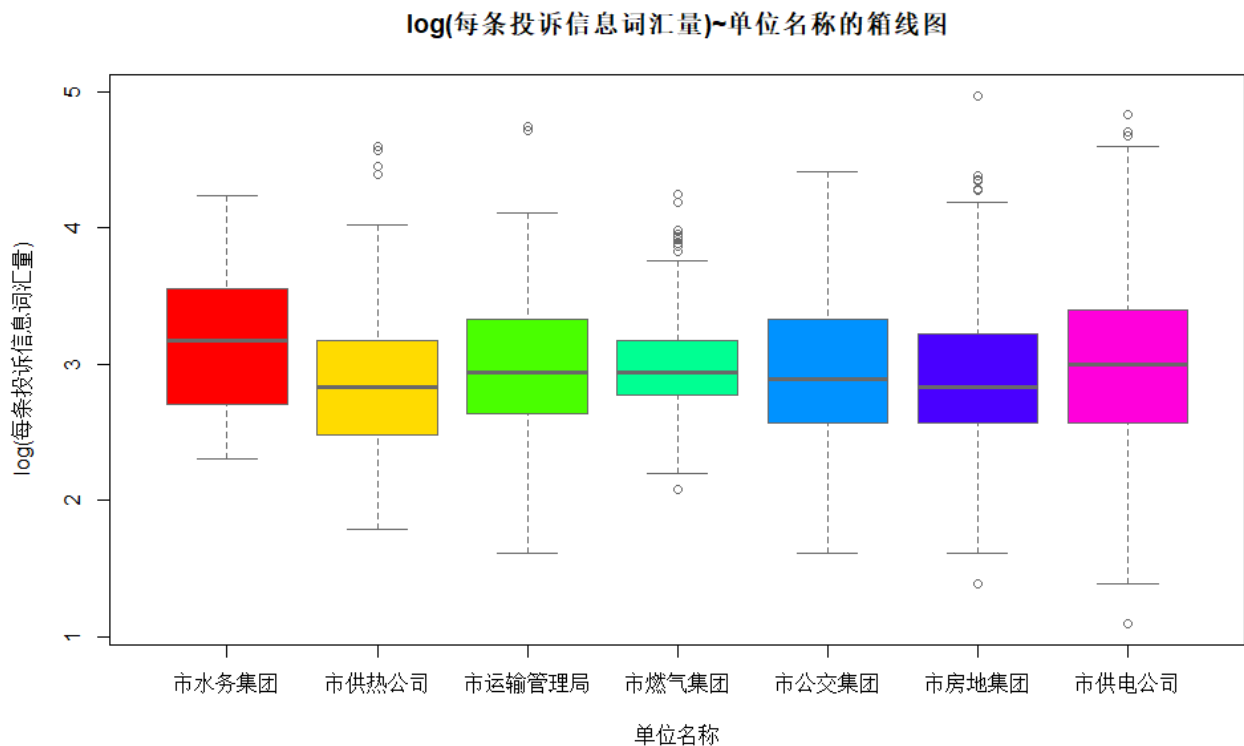 log(每条投诉信息词汇量)~单位名称的箱线图
log(每条投诉信息词汇量)
5
4
3
2
1
市水务集团 市供热公司 市运输管理局 市燃气集团 市公交集团 市房地集团 市供电公司
单位名称